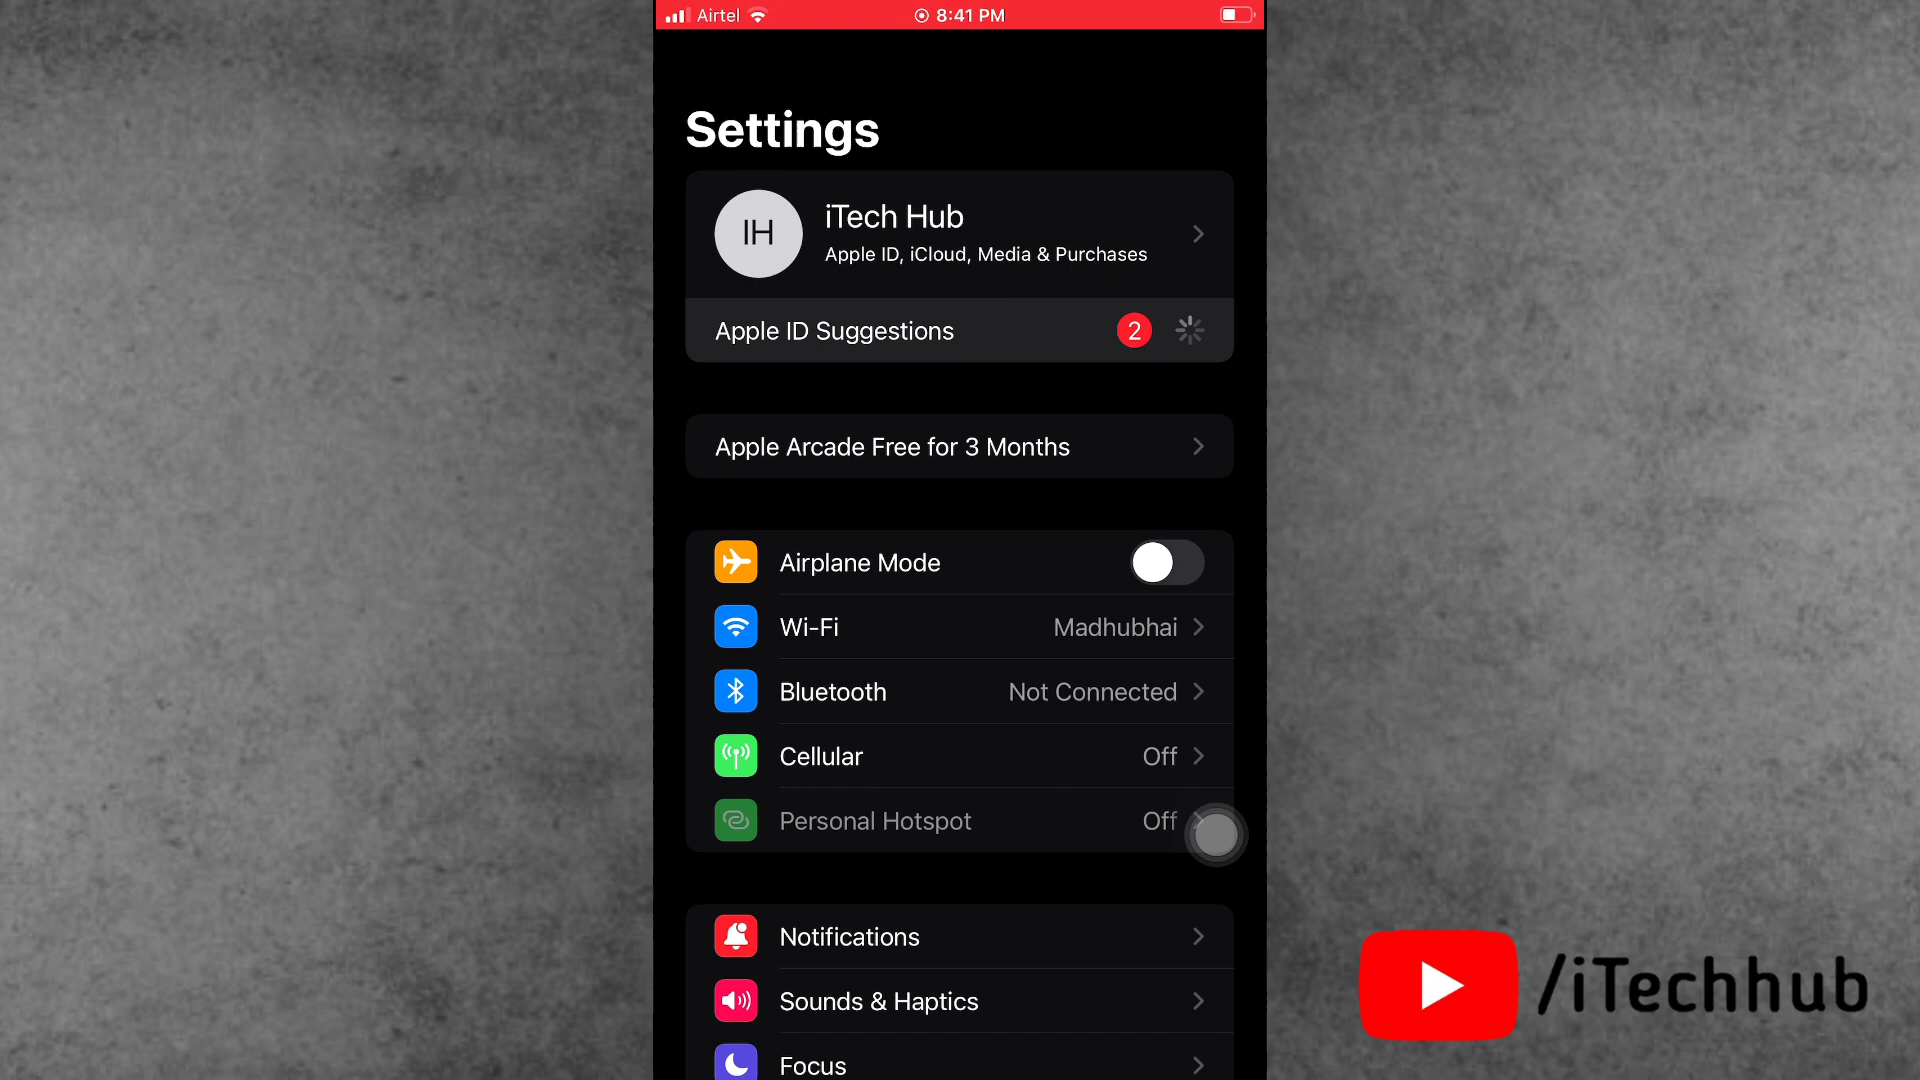 Airtel 8:41 PM
Settings
IH
iTech Hub
Apple ID, iCloud, Media & Purchases
Apple ID Suggestions 2
Apple Arcade Free for 3 Months
Airplane Mode
Wi-Fi Madhubhai
Bluetooth Not Connected
Cellular Off
Personal Hotspot Off
Notifications
Sounds & Haptics
Focus
/iTechhub